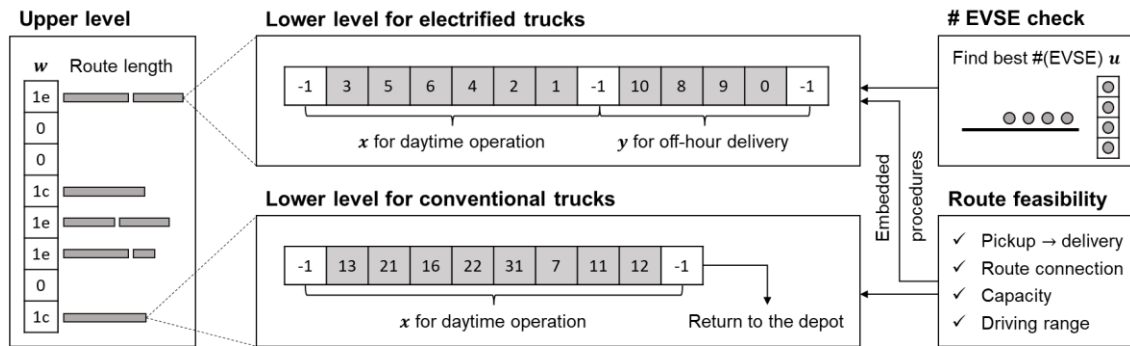 Upper level
w Route length
1e
0
0
1c
1e
1e
0
1c
Lower level for electrified trucks
-1 3 5 6 4 2 1 -1 10 8 9 0 -1
x for daytime operation
y for off-hour delivery
Lower level for conventional trucks
-1 13 21 16 22 31 7 11 12 -1
x for daytime operation
Return to the depot
Embedded
procedures
# EVSE check
Find best #(EVSE) u
Route feasibility
✓ Pickup → delivery
✓ Route connection
✓ Capacity
✓ Driving range